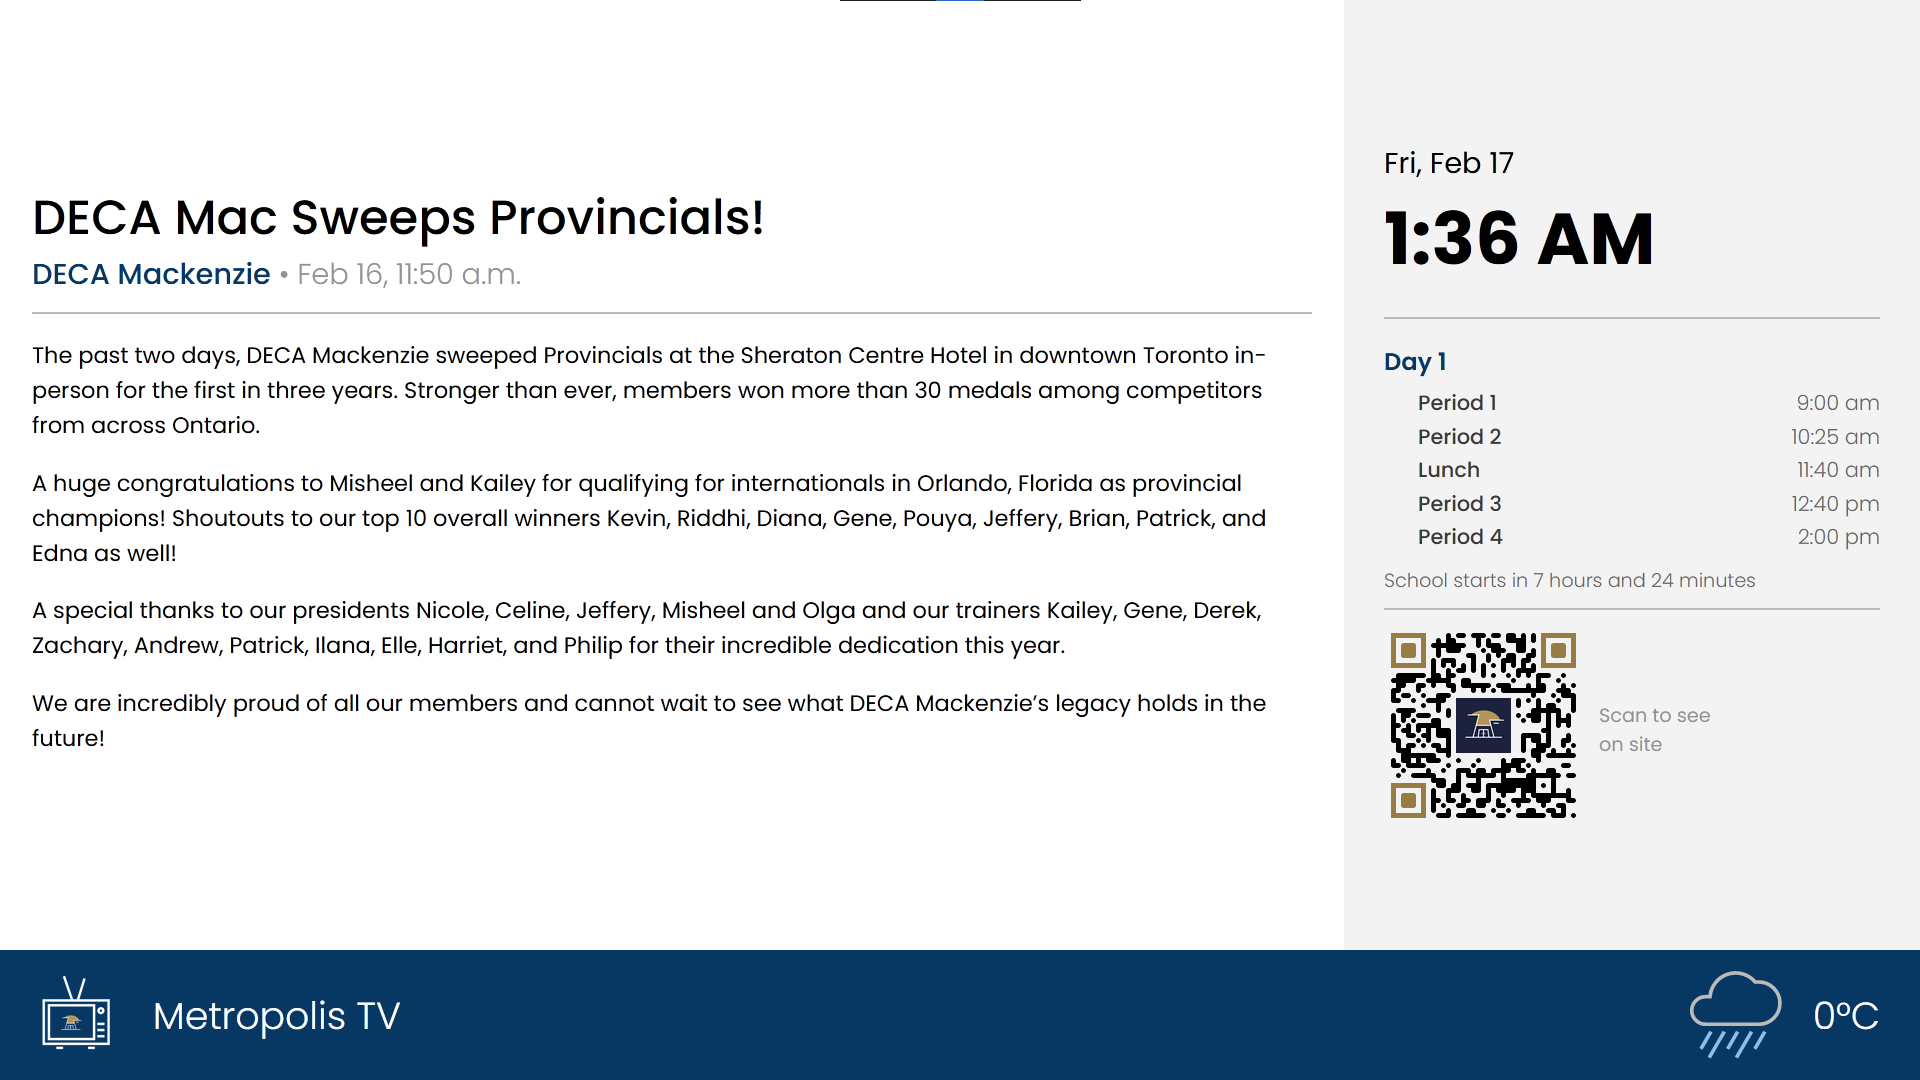 DECA Mac Sweeps Provincials!
DECA Mackenzie • Feb 16, 11:50 a.m.
The past two days, DECA Mackenzie sweeped Provincials at the Sheraton Centre Hotel in downtown Toronto in-
person for the first in three years. Stronger than ever, members won more than 30 medals among competitors
from across Ontario.
A huge congratulations to Misheel and Kailey for qualifying for internationals in Orlando, Florida as provincial
champions! Shoutouts to our top 10 overall winners Kevin, Riddhi, Diana, Gene, Pouya, Jeffery, Brian, Patrick, and
Edna as well!
A special thanks to our presidents Nicole, Celine, Jeffery, Misheel and Olga and our trainers Kailey, Gene, Derek,
Zachary, Andrew, Patrick, Ilana, Elle, Harriet, and Philip for their incredible dedication this year.
We are incredibly proud of all our members and cannot wait to see what DECA Mackenzie’s legacy holds in the
future!
Fri, Feb 17
1:36 AM
Day 1
Period 1 9:00 am
Period 2 10:25 am
Lunch 11:40 am
Period 3 12:40 pm
Period 4 2:00 pm
School starts in 7 hours and 24 minutes
Scan to see
on site
Metropolis TV
0°C